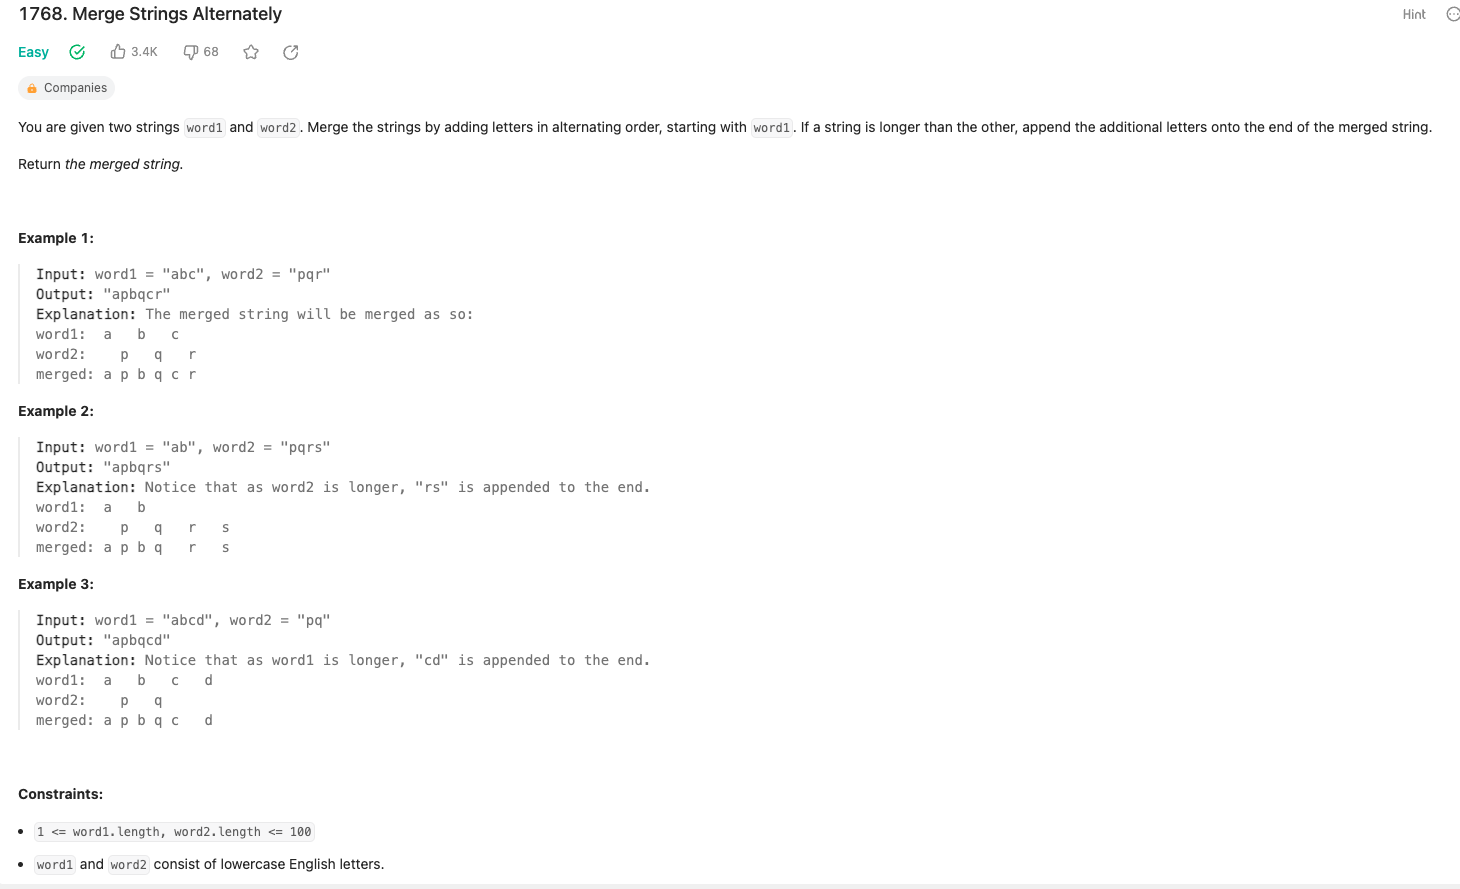 1768. Merge Strings Alternately
Hint
Easy 3.4K 68
Companies
You are given two strings word1 and word2. Merge the strings by adding letters in alternating order, starting with word1. If a string is longer than the other, append the additional letters onto the end of the merged string.
Return the merged string.
Example 1:
Input: word1 = "abc", word2 = "pqr"
Output: "apbqcr"
Explanation: The merged string will be merged as so:
word1:  a   b   c
word2:    p   q   r
merged: a p b q c r
Example 2:
Input: word1 = "ab", word2 = "pqrs"
Output: "apbqrs"
Explanation: Notice that as word2 is longer, "rs" is appended to the end.
word1:  a   b
word2:    p   q   r   s
merged: a p b q   r   s
Example 3:
Input: word1 = "abcd", word2 = "pq"
Output: "apbqcd"
Explanation: Notice that as word1 is longer, "cd" is appended to the end.
word1:  a   b   c   d
word2:    p   q
merged: a p b q c   d
Constraints:
• 1 <= word1.length, word2.length <= 100
• word1 and word2 consist of lowercase English letters.